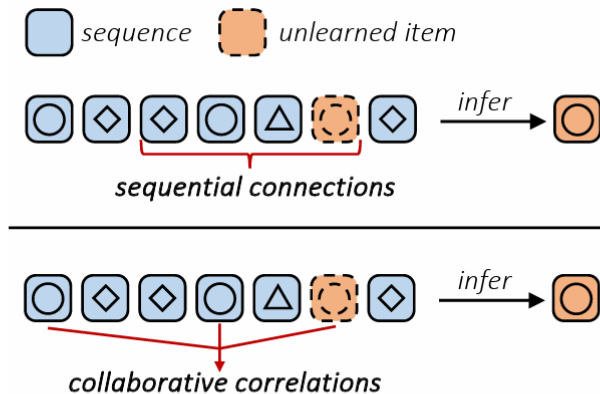 sequence
unlearned item
infer
sequential connections
infer
collaborative correlations